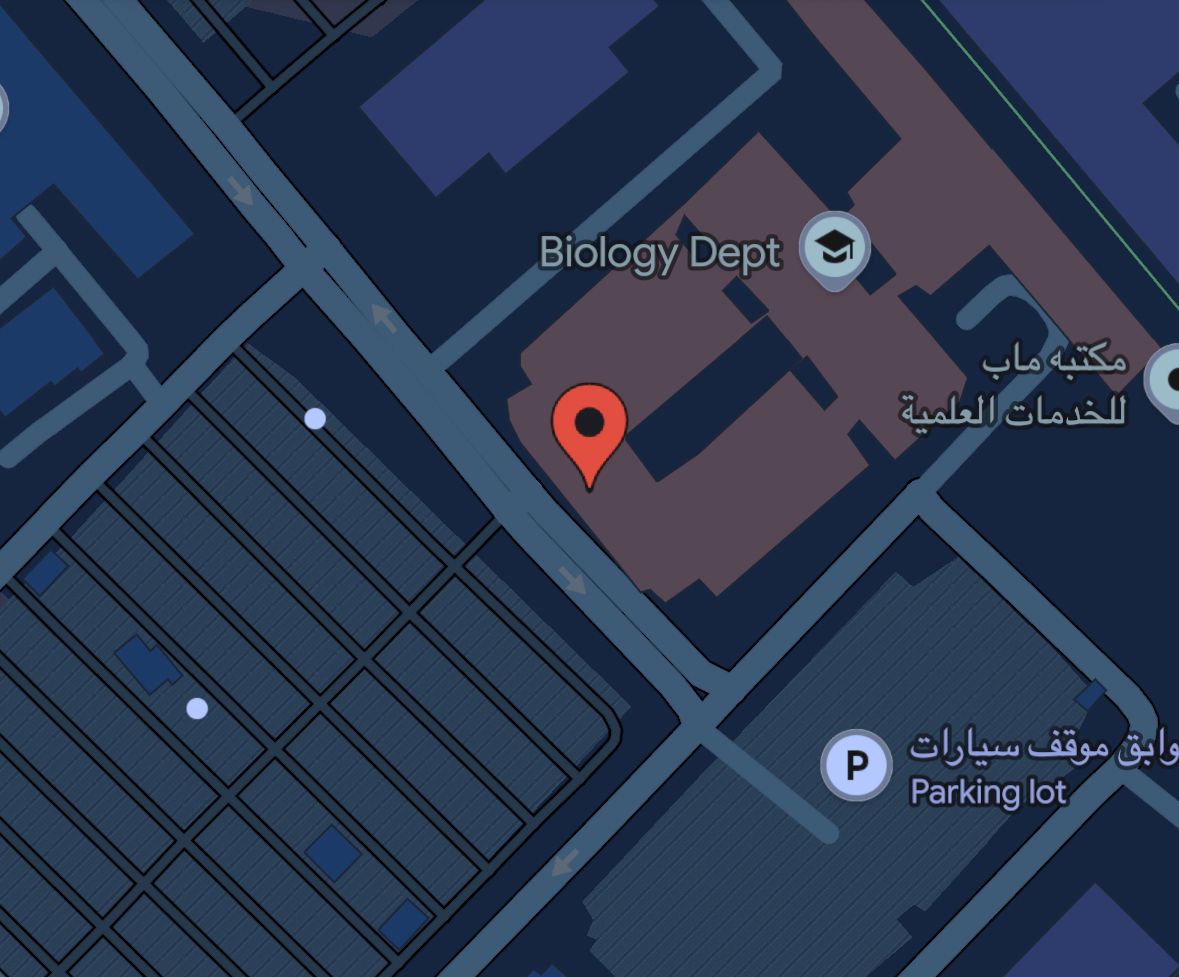 Biology Dept
مكتبه ماب
للخدمات العلمية
P
موقف سيارات
Parking lot